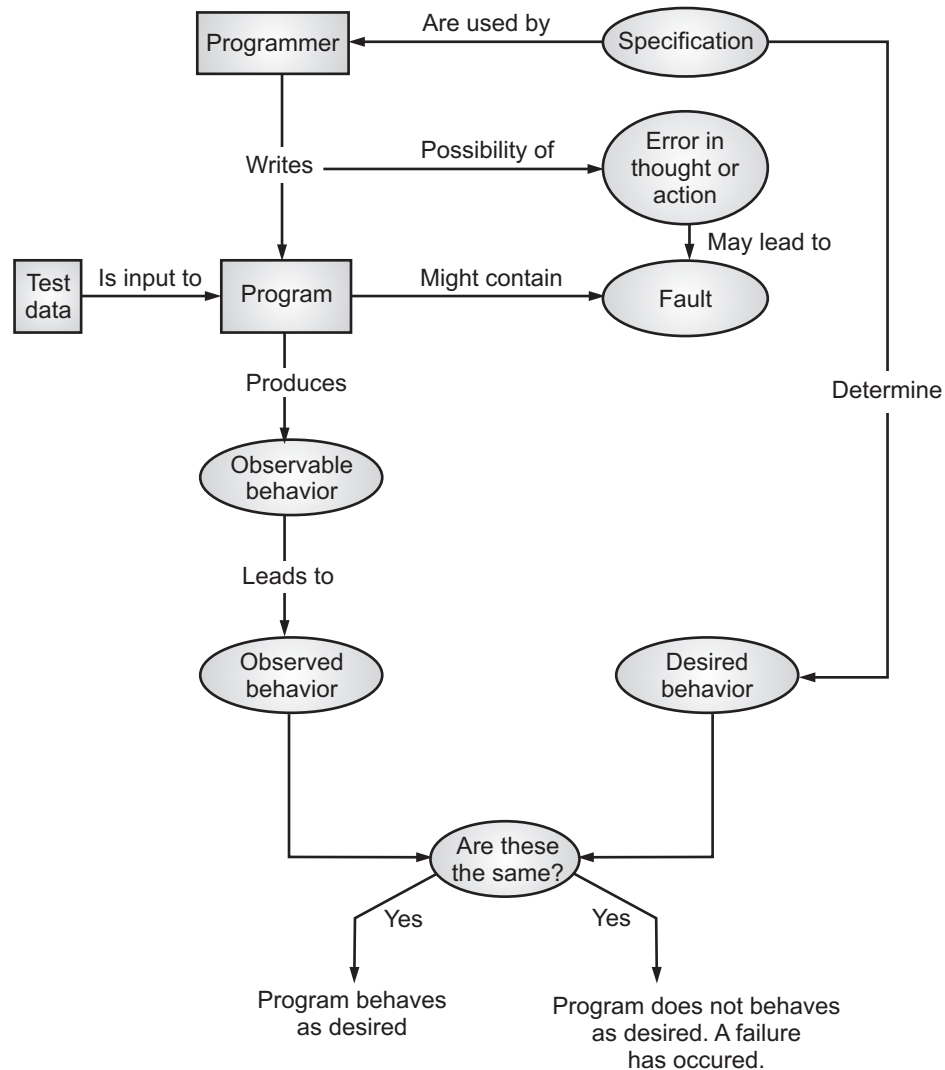 Programmer
Are used by
Specification
Writes
Possibility of
Error in
thought or
action
May lead to
Test
data
Is input to
Program
Might contain
Fault
Produces
Determine
Observable
behavior
Leads to
Observed
behavior
Desired
behavior
Are these
the same?
Yes
Yes
Program behaves
as desired
Program does not behaves
as desired. A failure
has occured.